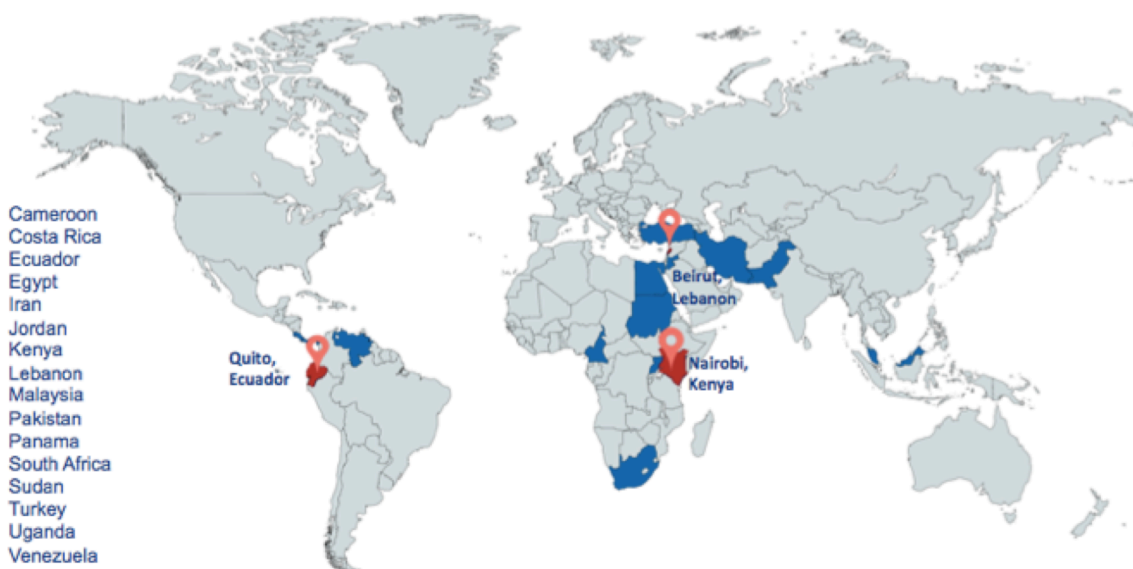 Cameroon
Costa Rica
Ecuador
Egypt
Iran
Jordan
Kenya
Lebanon
Malaysia
Pakistan
Panama
South Africa
Sudan
Turkey
Uganda
Venezuela
Quito,
Ecuador
Beirut,
Lebanon
Nairobi,
Kenya